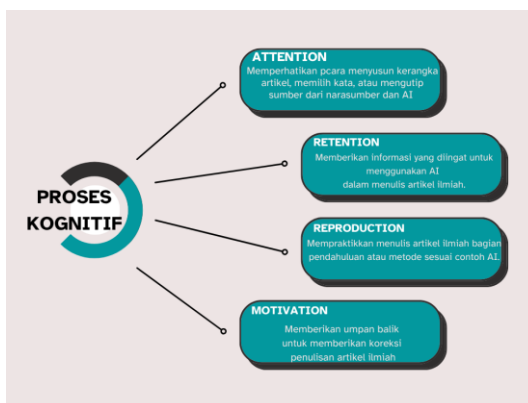 PROSES
KOGNITIF
ATTENTION
Memperhatikan pcara menyusun kerangka
artikel, memilih kata, atau mengutip
sumber dari narasumber dan AI
RETENTION
Memberikan informasi yang diingat untuk
menggunakan AI
dalam menulis artikel ilmiah.
REPRODUCTION
Mempraktikkan menulis artikel ilmiah bagian
pendahuluan atau metode sesuai contoh AI.
MOTIVATION
Memberikan umpan balik
untuk memberikan koreksi
penulisan artikel ilmiah